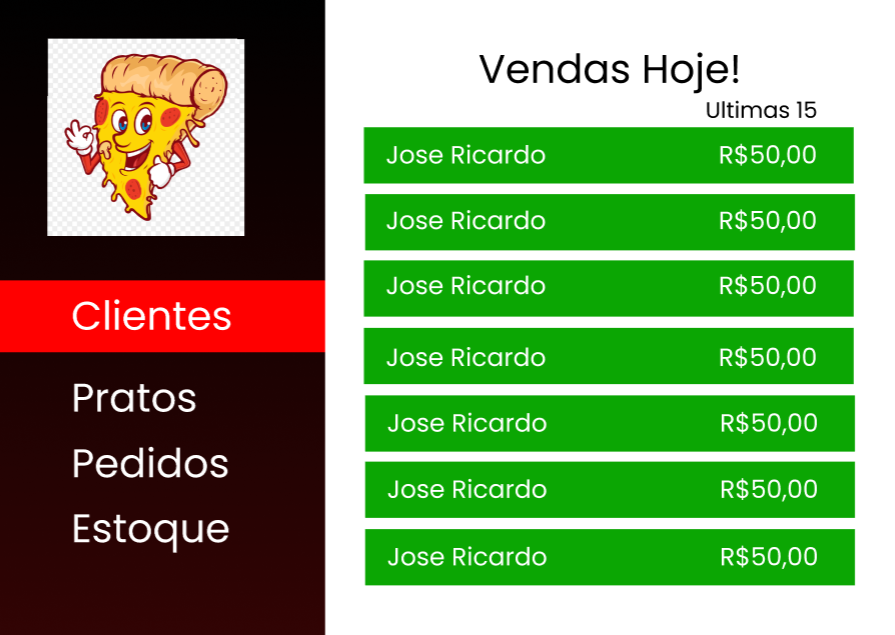 Clientes
Pratos
Pedidos
Estoque
Vendas Hoje!
Ultimas 15
Jose Ricardo R$50,00
Jose Ricardo R$50,00
Jose Ricardo R$50,00
Jose Ricardo R$50,00
Jose Ricardo R$50,00
Jose Ricardo R$50,00
Jose Ricardo R$50,00